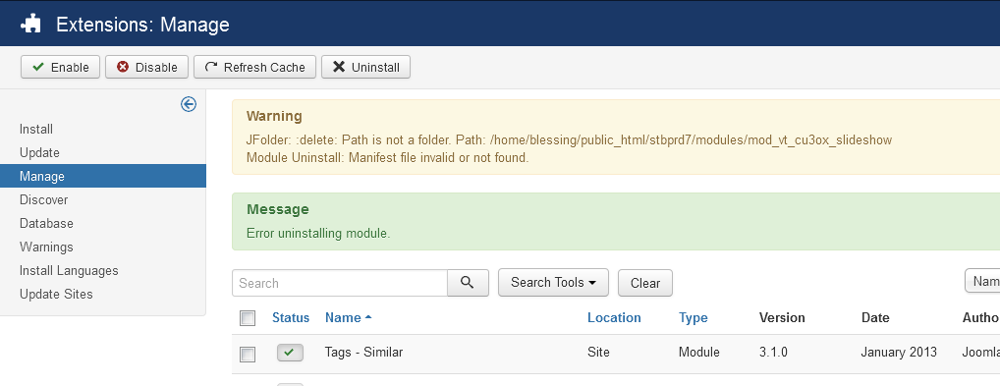 Extensions: Manage
Enable Disable Refresh Cache Uninstall
Install
Update
Manage
Discover
Database
Warnings
Install Languages
Update Sites
Warning
JFolder: :delete: Path is not a folder. Path: /home/blessing/public_html/stbprd7/modules/mod_vt_cu3ox_slideshow
Module Uninstall: Manifest file invalid or not found.
Message
Error uninstalling module.
Search Search Tools Clear Nam
Status Name Location Type Version Date Autho
Tags - Similar Site Module 3.1.0 January 2013 Jooml